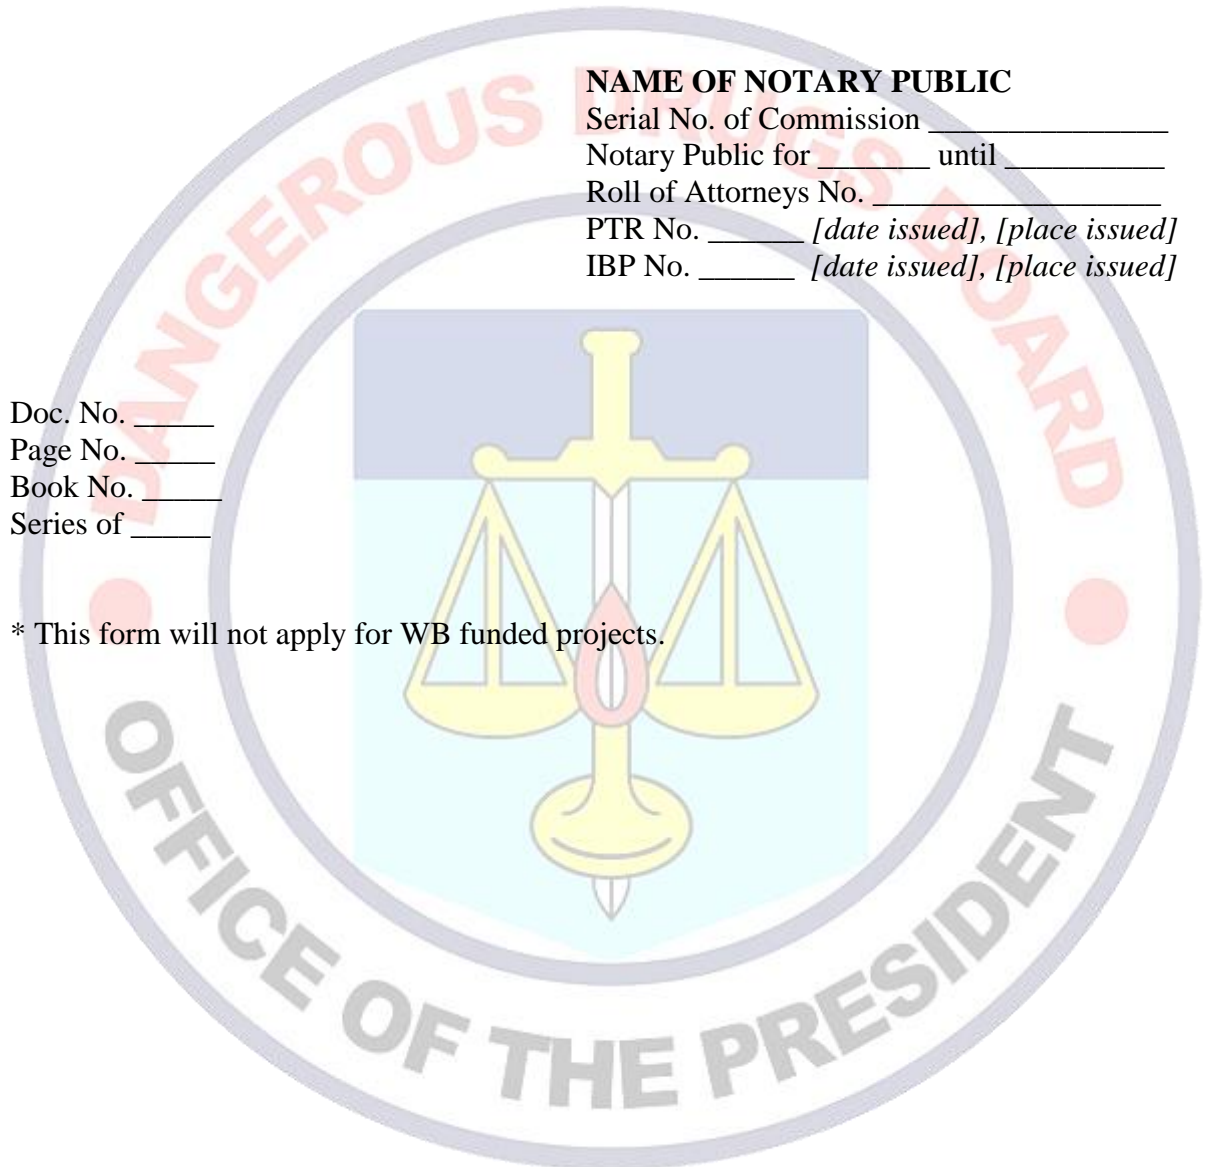 NAME OF NOTARY PUBLIC
Serial No. of Commission _______________
Notary Public for _______ until __________
Roll of Attorneys No. __________________
PTR No. ______ [date issued], [place issued]
IBP No. ______ [date issued], [place issued]
Doc. No. _____
Page No. _____
Book No. _____
Series of _____
* This form will not apply for WB funded projects.
DANGEROUS DRUGS BOARD
OFFICE OF THE PRESIDENT